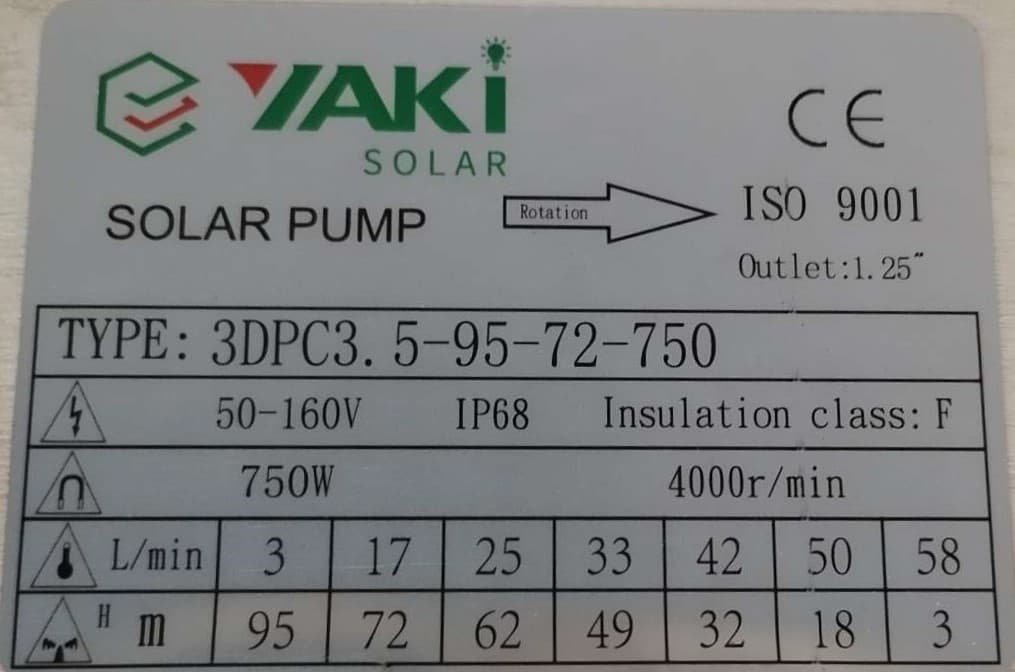 YAKi
SOLAR
CE
SOLAR PUMP
Rotation
ISO 9001
Outlet:1.25″
TYPE: 3DPC3.5-95-72-750
50-160V IP68 Insulation class: F
750W 4000r/min
L/min 3 17 25 33 42 50 58
H m 95 72 62 49 32 18 3